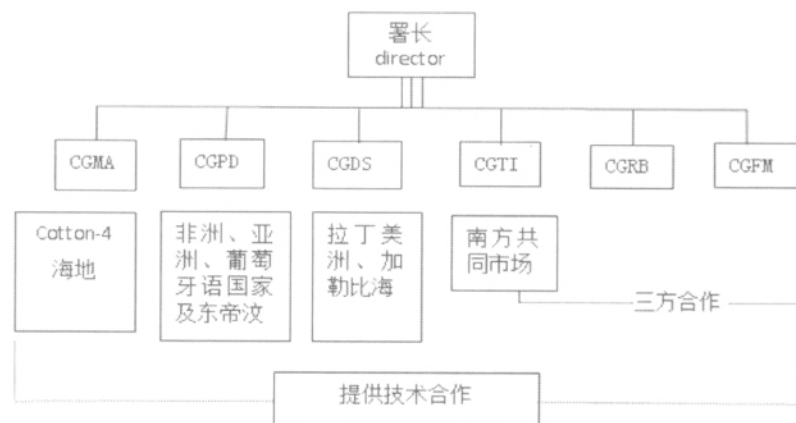 署长
director
CGMA
CGPD
CGDS
CGTI
CGRB
CGFM
Cotton-4
海地
非洲、亚
洲、葡萄
牙语国家
及东帝汶
拉丁美
洲、加
勒比海
南方共
同市场
三方合作
提供技术合作